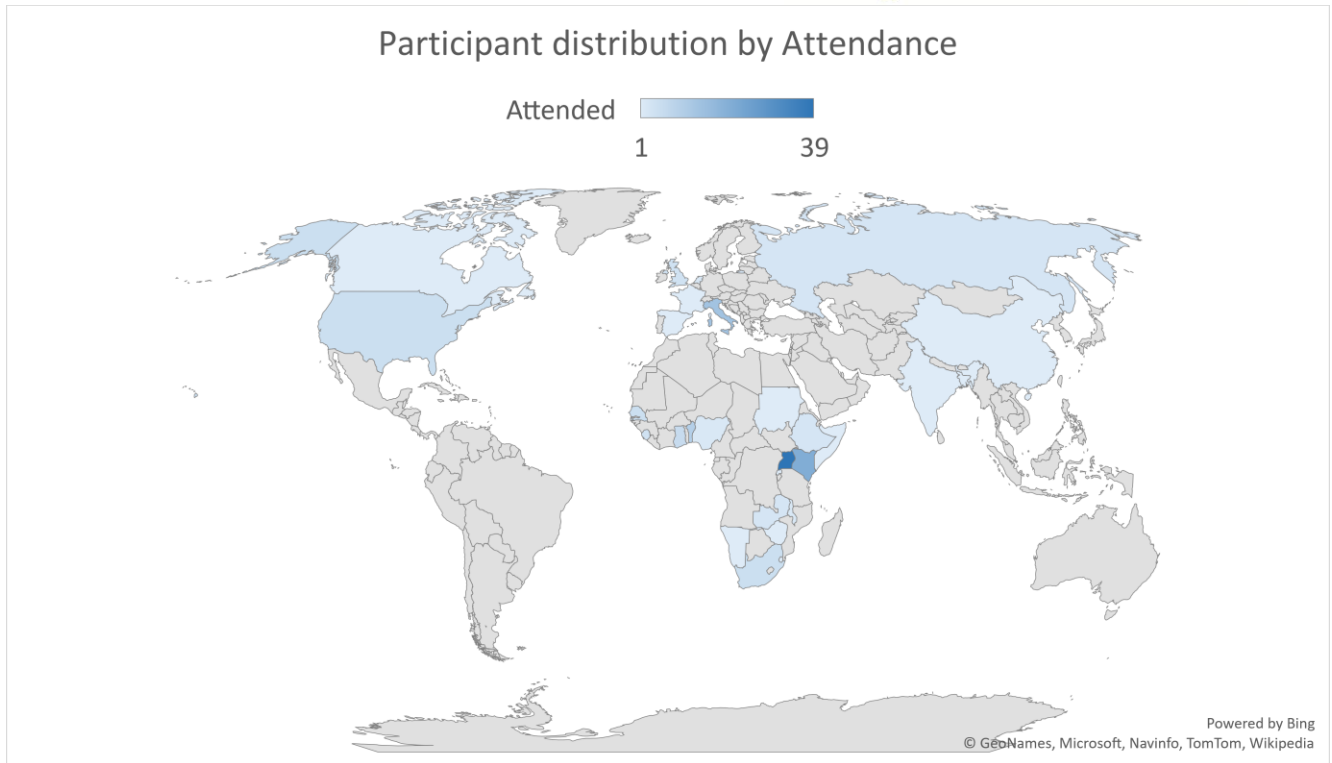 Participant distribution by Attendance
Attended
1 39
Powered by Bing
© GeoNames, Microsoft, Navinfo, TomTom, Wikipedia